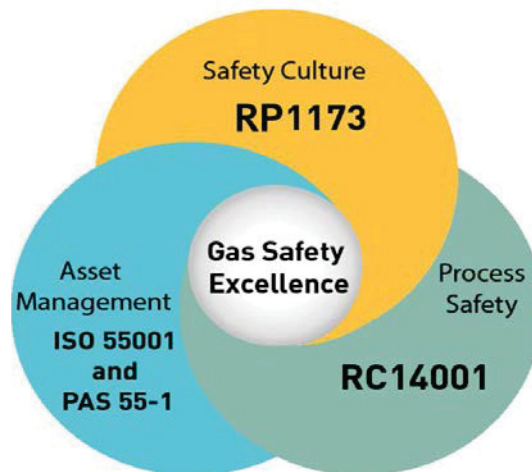 Safety Culture
RP1173
Gas Safety
Excellence
Asset
Management
ISO 55001
and
PAS 55-1
Process
Safety
RC14001